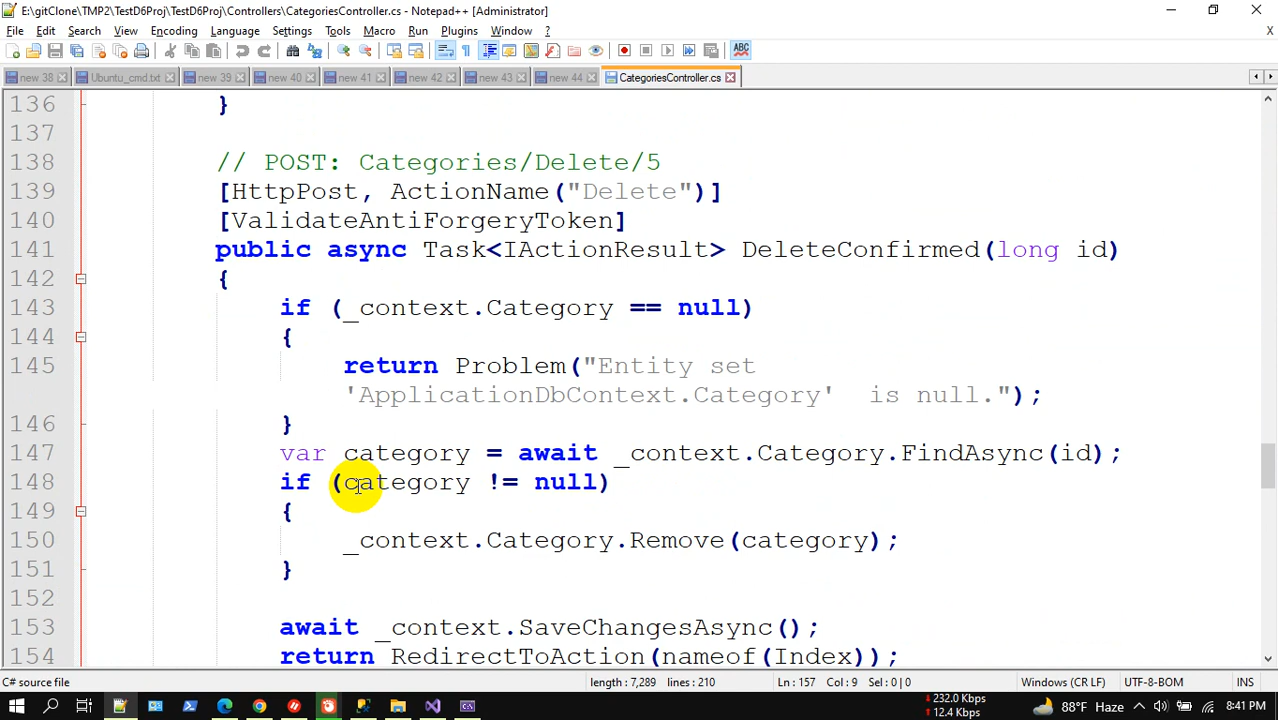 E:\gitClone\TMP2\TestD6Proj\TestD6Proj\Controllers\CategoriesController.cs - Notepad++ [Administrator]
File Edit Search View Encoding Language Settings Tools Macro Run Plugins Window ? X
new 38 Ubuntu_cmd.txt new 39 new 40 new 41 new 42 new 43 new 44 CategoriesController.cs
136 }
137
138 // POST: Categories/Delete/5
139 [HttpPost, ActionName("Delete")]
140 [ValidateAntiForgeryToken]
141 public async Task<IActionResult> DeleteConfirmed(long id)
142 {
143 if (_context.Category == null)
144 {
145 return Problem("Entity set
'ApplicationDbContext.Category'  is null.");
146 }
147 var category = await _context.Category.FindAsync(id);
148 if (category != null)
149 {
150 _context.Category.Remove(category);
151 }
152
153 await _context.SaveChangesAsync();
154 return RedirectToAction(nameof(Index));
C# source file length : 7,289 lines : 210 Ln : 157 Col : 9 Sel : 0 | 0 Windows (CR LF) UTF-8-BOM INS
232.0 Kbps
12.4 Kbps
88°F Haze 8:41 PM